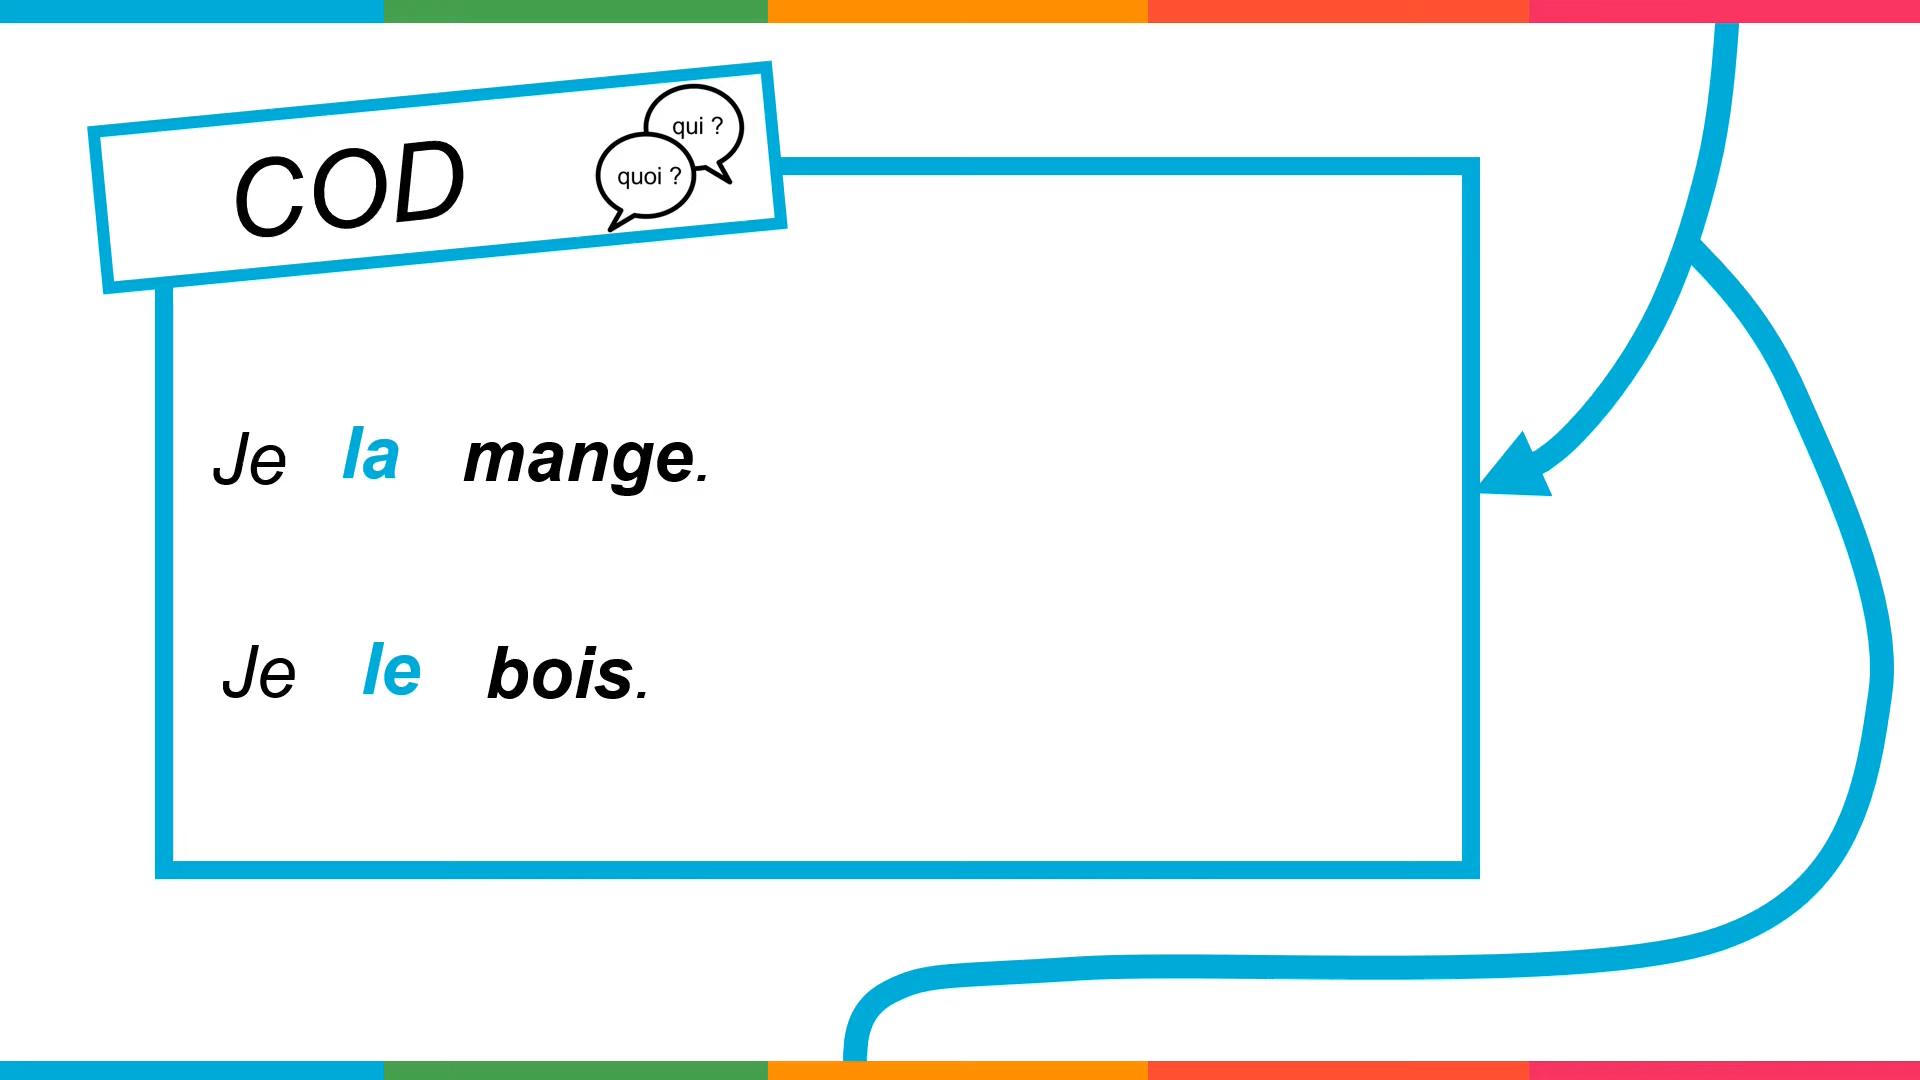 COD
qui ?
quoi ?
Je la mange.
Je le bois.